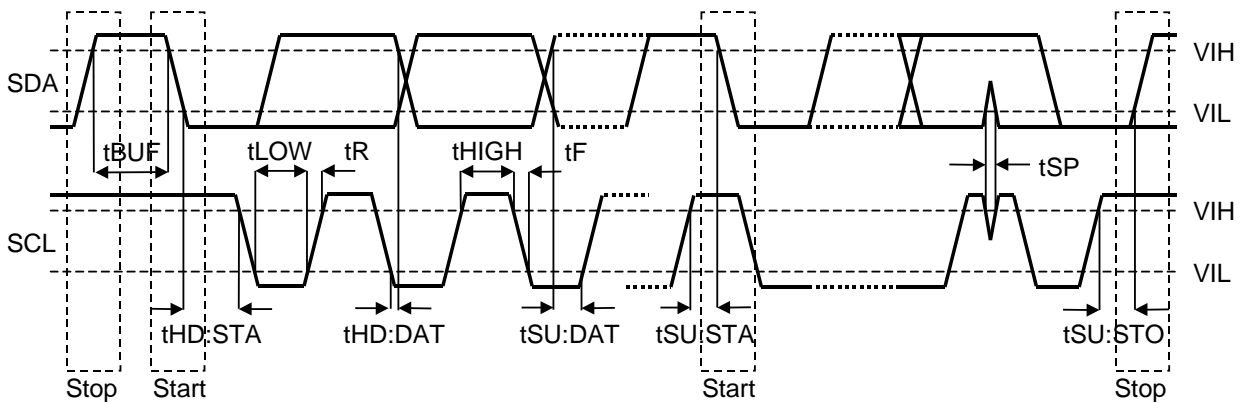 VIH
SDA
VIL
tBUF
tLOW
tR
tHIGH
tF
tSP
VIH
SCL
VIL
tHD:STA
tHD:DAT
tSU:DAT
tSU:STA
tSU:STO
Stop
Start
Start
Stop